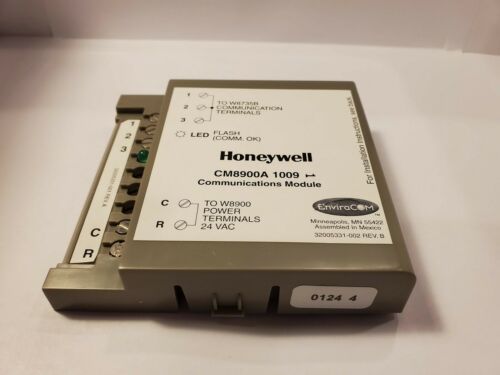 1
2
3
TO W8735B
COMMUNICATION
TERMINALS
LED FLASH
(COMM. OK)
Honeywell
CM8900A 1009 1
Communications Module
C
R
TO W8900
POWER
TERMINALS
24 VAC
EnviraCOM
Minneapolis, MN 55422
Assembled in Mexico
32005331-002 REV. B
For Installation Instructions, see
0124 4
1
2
3
C
R